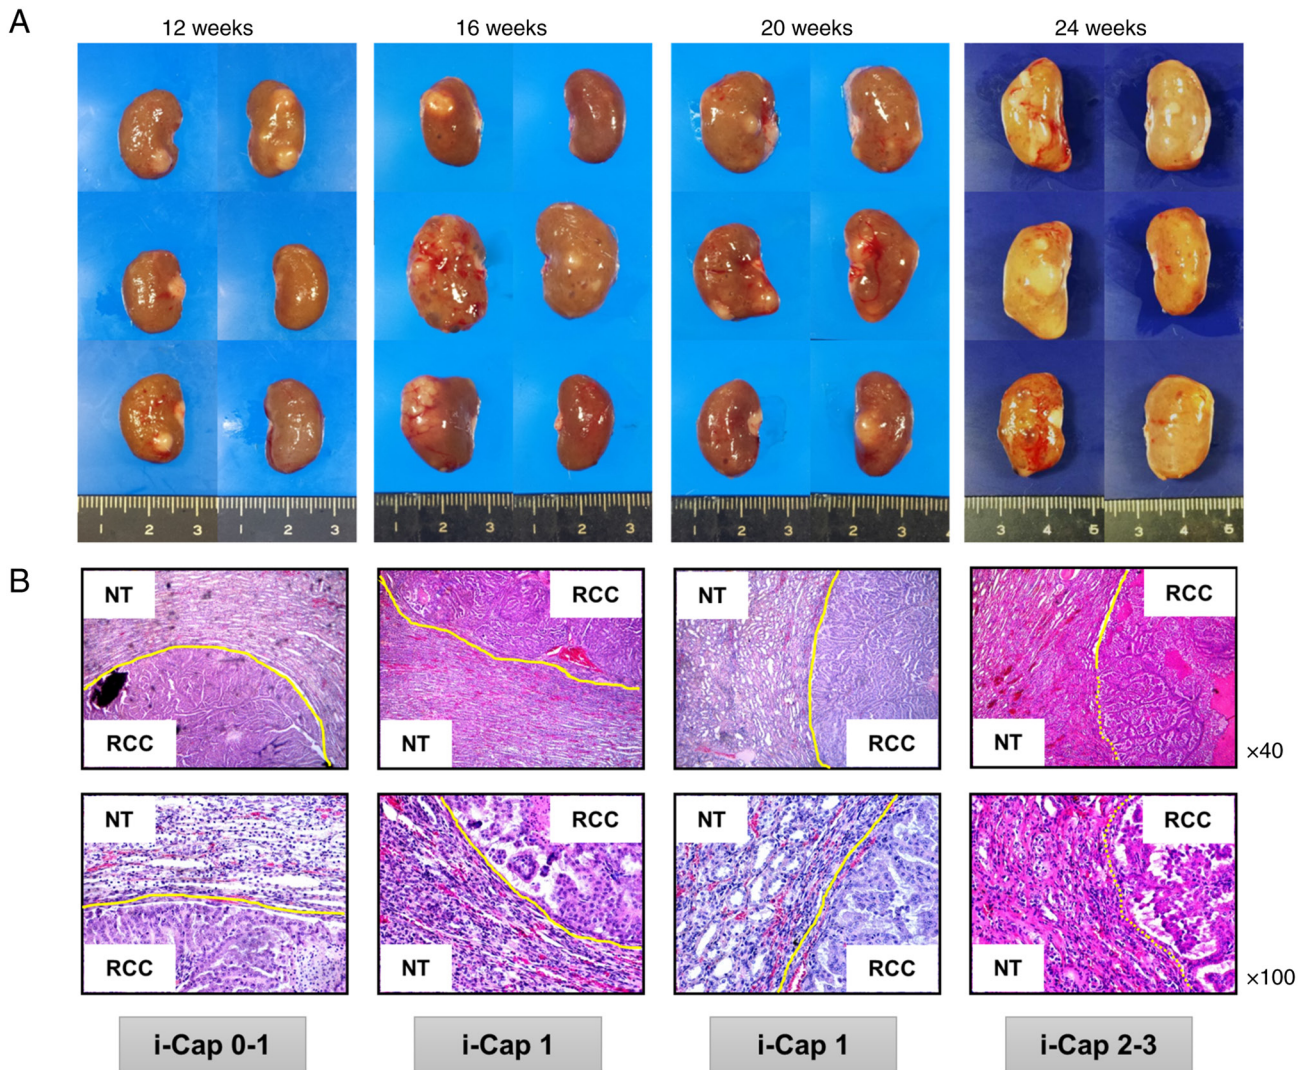 A
12 weeks 16 weeks 20 weeks 24 weeks
1 2 3 1 2 3 1 2 3 1 2 3 1 2 3 2 3 3 4 5 3 4 5
B
NT RCC NT RCC
RCC NT RCC NT ×40
NT RCC NT RCC
RCC NT RCC NT ×100
i-Cap 0-1 i-Cap 1 i-Cap 1 i-Cap 2-3